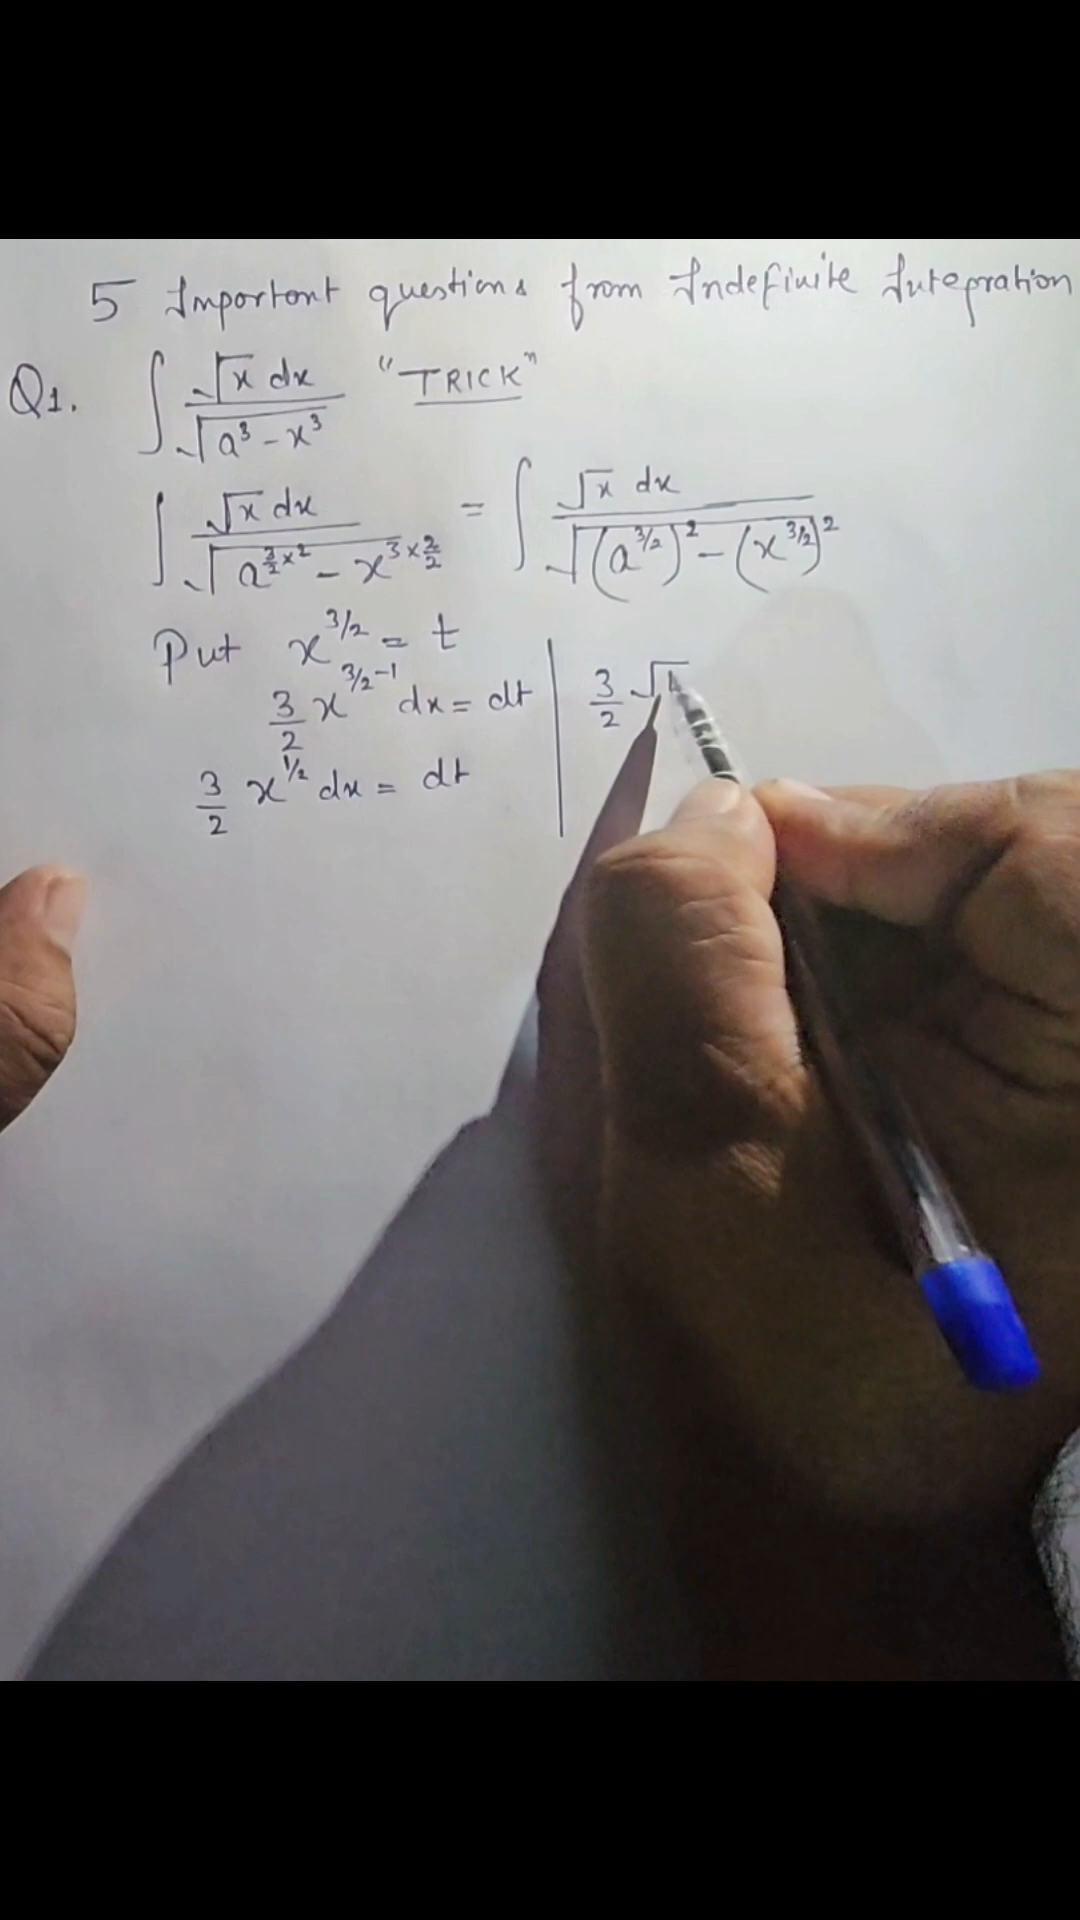 5 Important questions from Indefinite Integration
Q1. ∫ √x dx / √(a³ - x³) "TRICK"
∫ √x dx / √(a^(3/2 × 2) - x^(3 × 2/2)) = ∫ √x dx / √((a^(3/2))² - (x^(3/2))²)
Put x^(3/2) = t
3/2 x^(3/2 - 1) dx = dt
3/2 x^(1/2) dx = dt
3/2 √